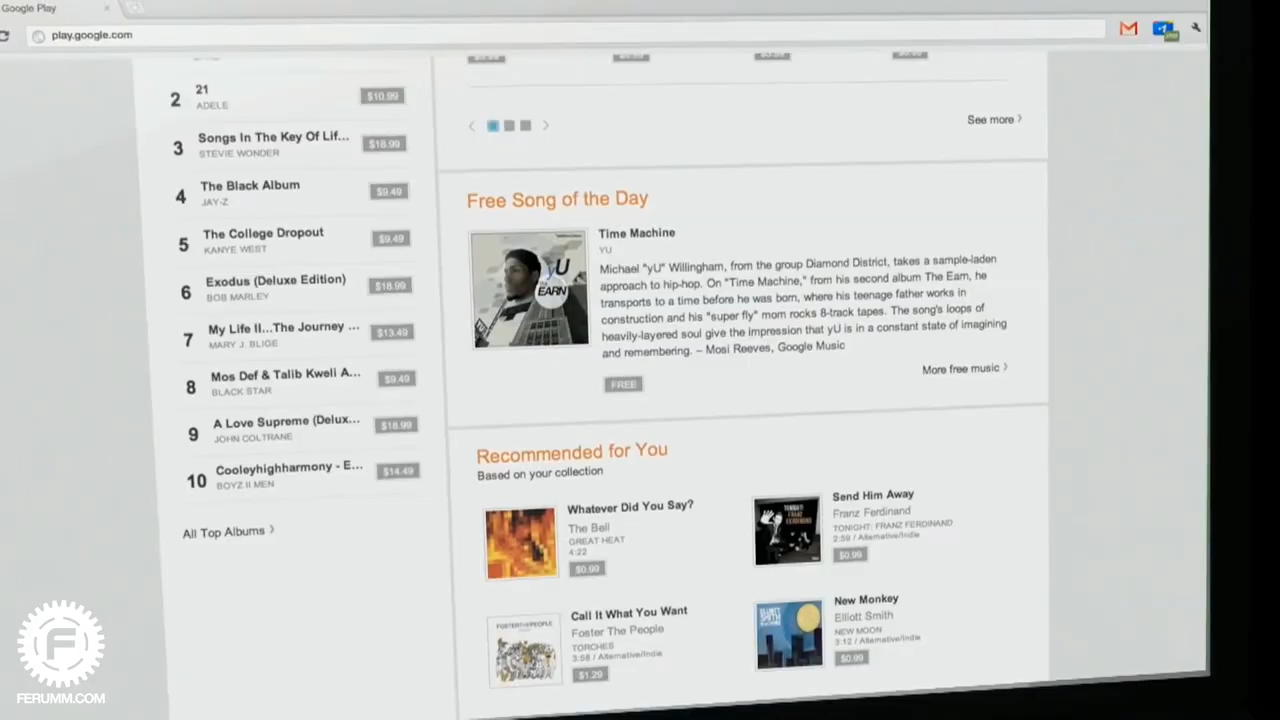 Google Play
play.google.com
2
21
ADELE
$10.99
3
Songs In The Key Of Lif...
STEVIE WONDER
$18.99
4
The Black Album
JAY-Z
$9.49
5
The College Dropout
KANYE WEST
$9.49
6
Exodus (Deluxe Edition)
BOB MARLEY
$18.99
7
My Life II...The Journey ...
MARY J. BLIGE
$13.49
8
Mos Def & Talib Kweli A...
BLACK STAR
$9.49
9
A Love Supreme (Delux...
JOHN COLTRANE
$18.99
10
Cooleyhighharmony - E...
BOYZ II MEN
$14.49
All Top Albums
See more
Free Song of the Day
yU
THE
EARN
Time Machine
YU
Michael "yU" Willingham, from the group Diamond District, takes a sample-laden
approach to hip-hop. On "Time Machine," from his second album The Earn, he
transports to a time before he was born, where his teenage father works in
construction and his "super fly" mom rocks 8-track tapes. The song's loops of
heavily-layered soul give the impression that yU is in a constant state of imagining
and remembering. – Mosi Reeves, Google Music
FREE
More free music
Recommended for You
Based on your collection
Whatever Did You Say?
The Bell
GREAT HEAT
4:22
$0.99
Send Him Away
Franz Ferdinand
TONIGHT: FRANZ FERDINAND
2:59 / Alternative/Indie
$0.99
FOSTER THE PEOPLE
Call It What You Want
Foster The People
TORCHES
3:58 / Alternative/Indie
$1.29
ELLIOTT
SMITH
New Monkey
Elliott Smith
NEW MOON
3:12 / Alternative/Indie
$0.99
F
FERUMM.COM